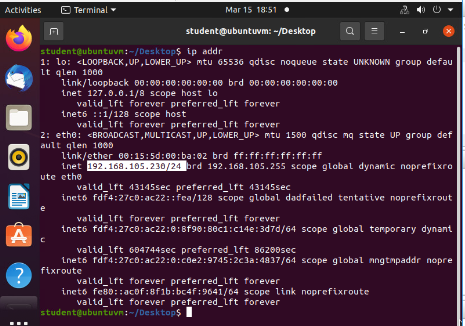 Activities
Terminal
Mar 15 18:51
student@ubuntuvm: ~/Desktop
student@ubuntuvm:~/Desktop$ ip addr
1: lo: <LOOPBACK,UP,LOWER_UP> mtu 65536 qdisc noqueue state UNKNOWN group defau
lt qlen 1000
link/loopback 00:00:00:00:00:00 brd 00:00:00:00:00:00
inet 127.0.0.1/8 scope host lo
valid_lft forever preferred_lft forever
inet6 ::1/128 scope host
valid_lft forever preferred_lft forever
2: eth0: <BROADCAST,MULTICAST,UP,LOWER_UP> mtu 1500 qdisc mq state UP group def
ault qlen 1000
link/ether 00:15:5d:00:ba:02 brd ff:ff:ff:ff:ff:ff
inet 192.168.105.230/24 brd 192.168.105.255 scope global dynamic noprefixro
ute eth0
valid_lft 43145sec preferred_lft 43145sec
inet6 fdf4:27c0:ac22::fea/128 scope global dadfailed tentative noprefixrout
e
inet6 fdf4:27c0:ac22:0:8f90:80c1:c14e:3d7d/64 scope global temporary dynami
c
valid_lft 604744sec preferred_lft 86200sec
inet6 fdf4:27c0:ac22:0:c0e2:9745:2c3a:4837/64 scope global mngtmpaddr nopre
fixroute
valid_lft forever preferred_lft forever
inet6 fe80::ac0f:8f1b:bc4f:9641/64 scope link noprefixroute
valid_lft forever preferred_lft forever
student@ubuntuvm:~/Desktop$